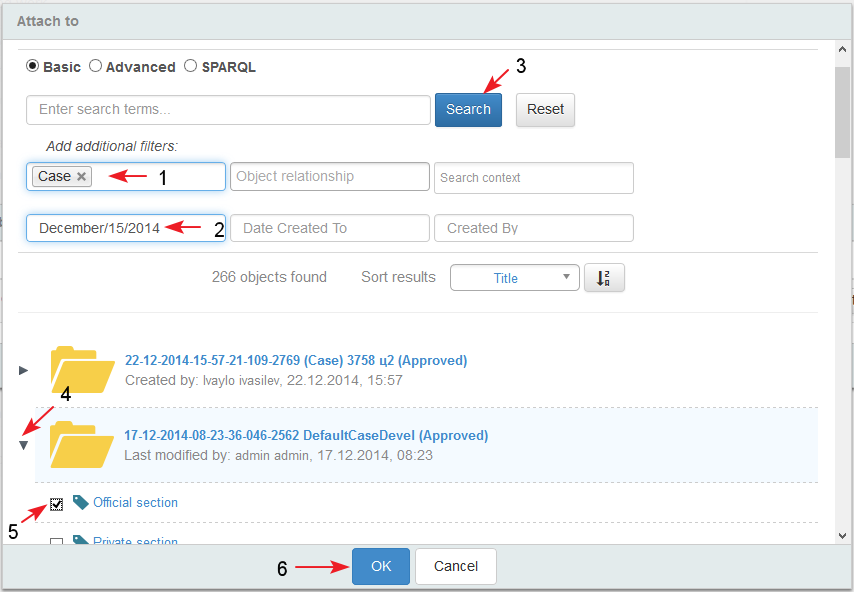 Attach to
Basic Advanced SPARQL
3
Enter search terms... Search Reset
Add additional filters:
Case × 1 Object relationship Search context
December/15/2014 2 Date Created To Created By
266 objects found Sort results Title
22-12-2014-15-57-21-109-2769 (Case) 3758 ц2 (Approved)
Created by: Ivaylo ivasilev, 22.12.2014, 15:57
4
17-12-2014-08-23-36-046-2562 DefaultCaseDevel (Approved)
Last modified by: admin admin, 17.12.2014, 08:23
Official section
5
Private section
6 OK Cancel